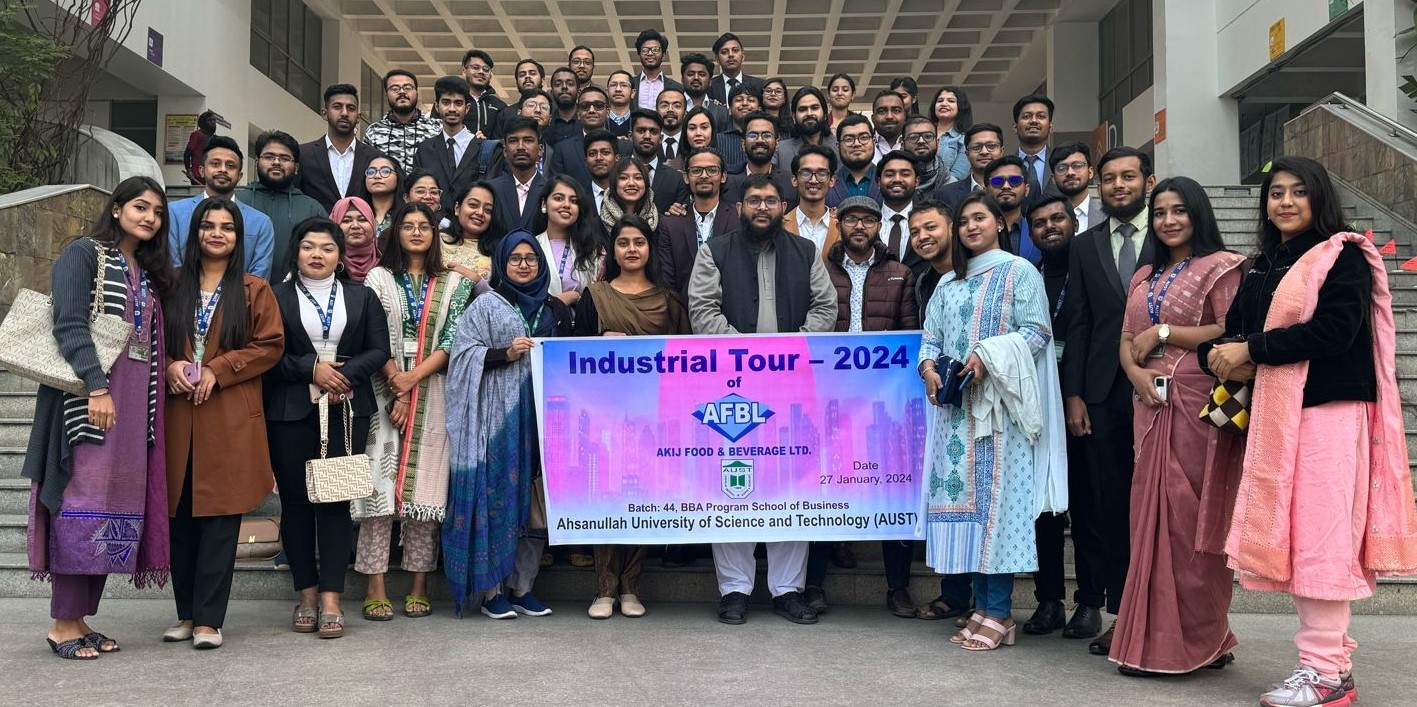 Industrial Tour – 2024
of
AFBL
AKIJ FOOD & BEVERAGE LTD.
AUST
Date
27 January, 2024
Batch: 44, BBA Program School of Business
Ahsanullah University of Science and Technology (AUST)